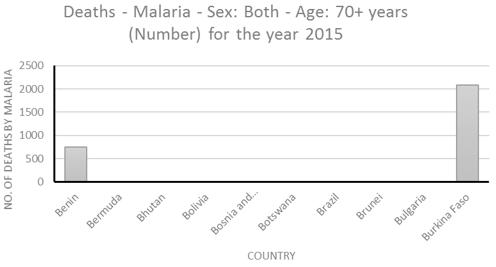 Deaths - Malaria - Sex: Both - Age: 70+ years
(Number) for the year 2015
NO. OF DEATHS BY MALARIA
2500
2000
1500
1000
500
0
Benin
Bermuda
Bhutan
Bolivia
Bosnia and...
Botswana
Brazil
Brunei
Bulgaria
Burkina Faso
COUNTRY